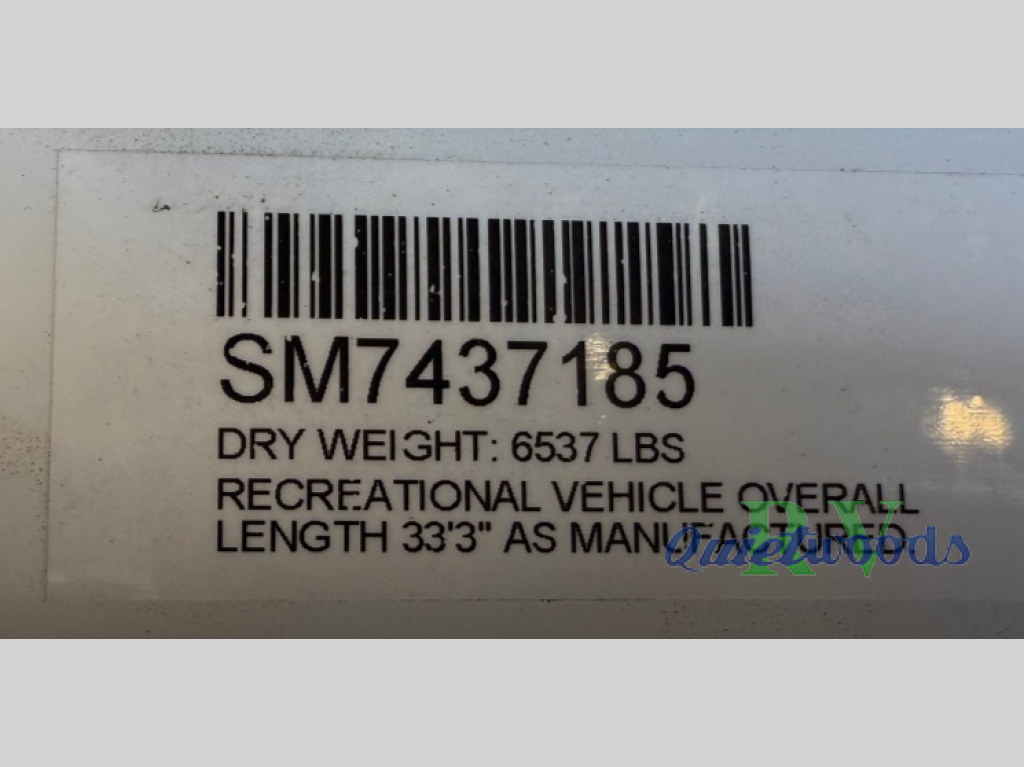 SM7437185
DRY WEIGHT: 6537 LBS
RECREATIONAL VEHICLE OVERALL
LENGTH 33'3" AS MANUFACTURED
RV
Quietwoods